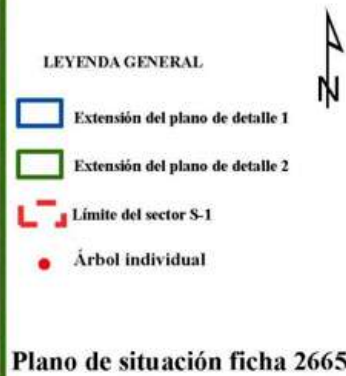 LEYENDA GENERAL
N
Extensión del plano de detalle 1
Extensión del plano de detalle 2
Límite del sector S-1
Árbol individual
Plano de situación ficha 2665